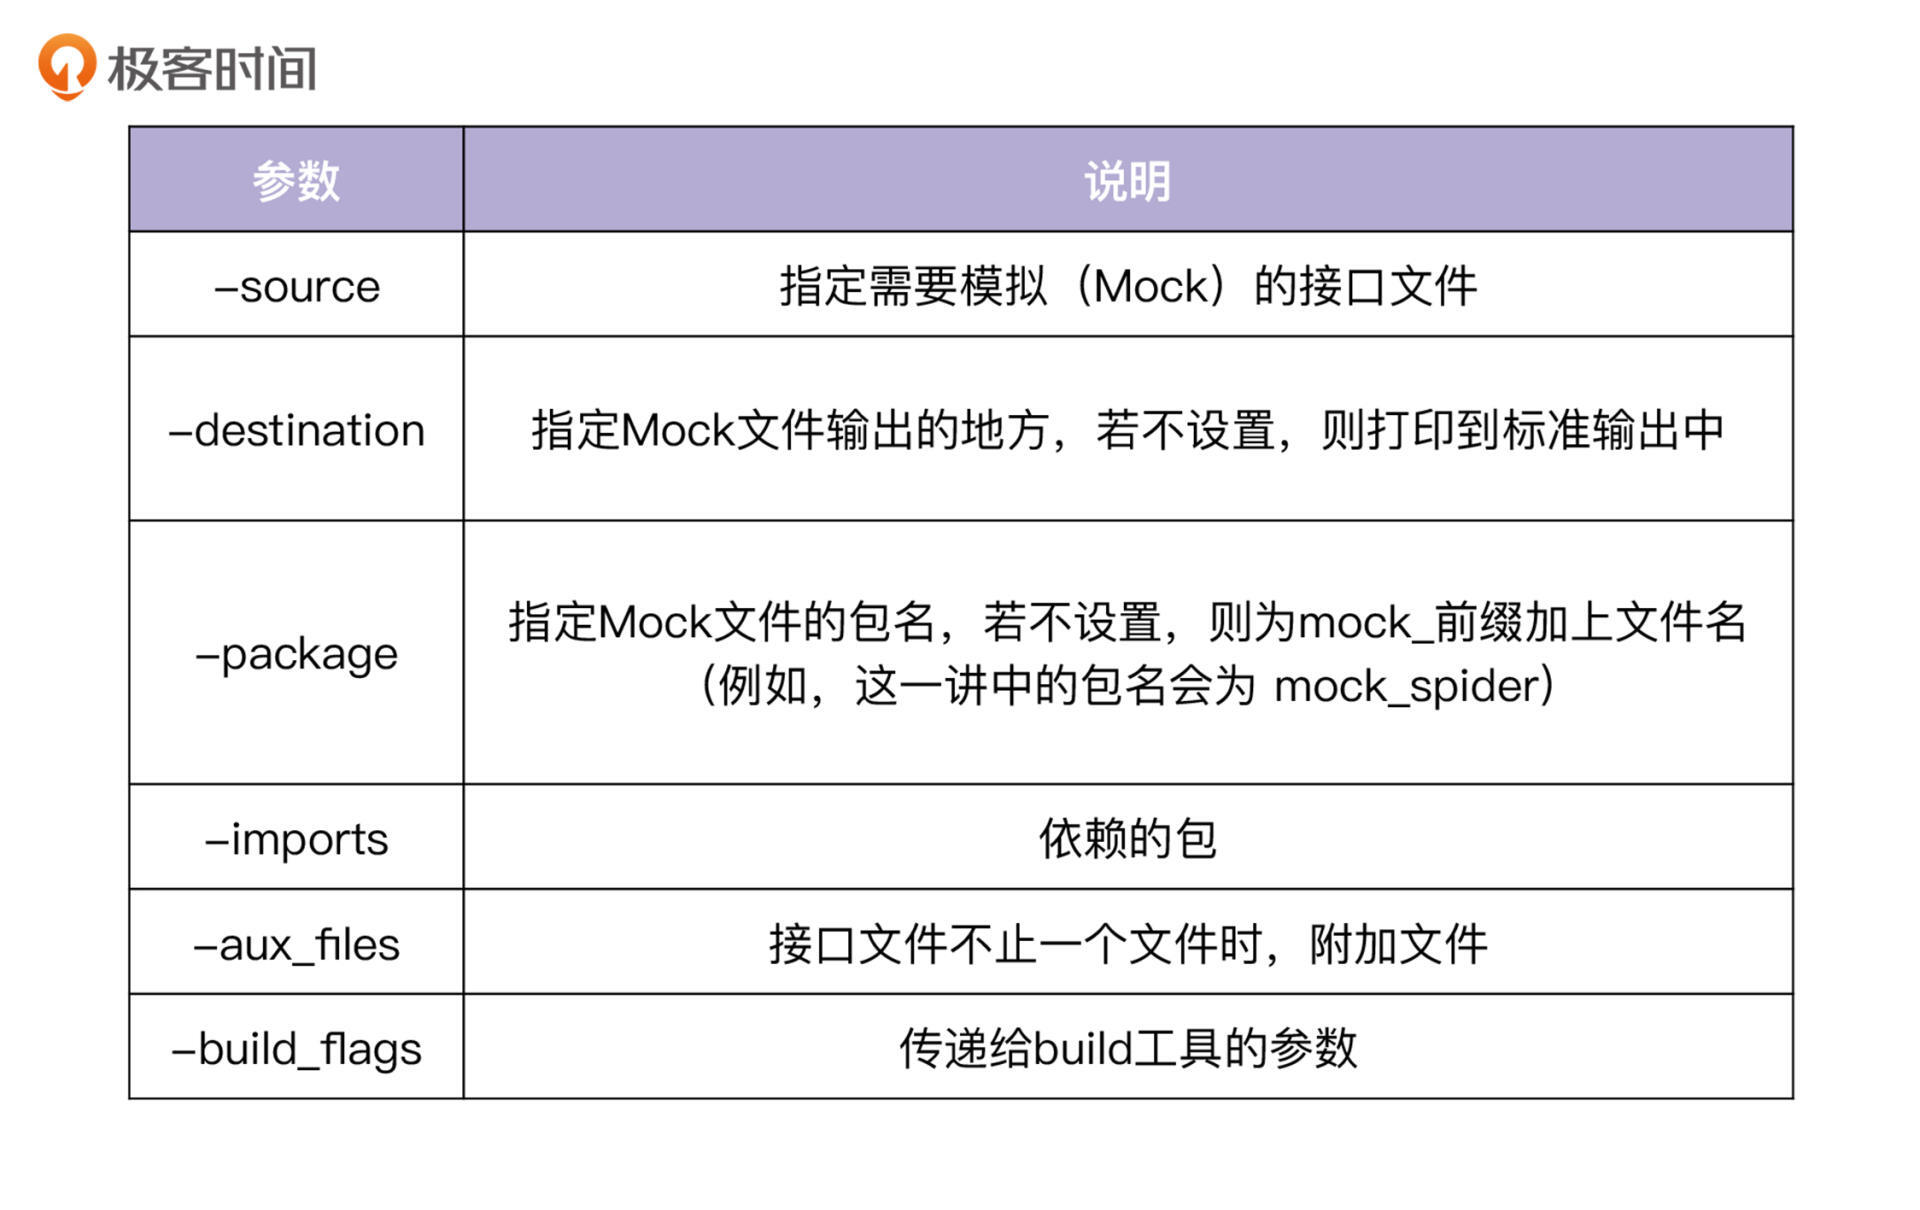 极客时间
参数 说明
–source 指定需要模拟（Mock）的接口文件
–destination 指定Mock文件输出的地方，若不设置，则打印到标准输出中
–package 指定Mock文件的包名，若不设置，则为mock_前缀加上文件名
（例如，这一讲中的包名会为 mock_spider）
–imports 依赖的包
–aux_files 接口文件不止一个文件时，附加文件
–build_flags 传递给build工具的参数